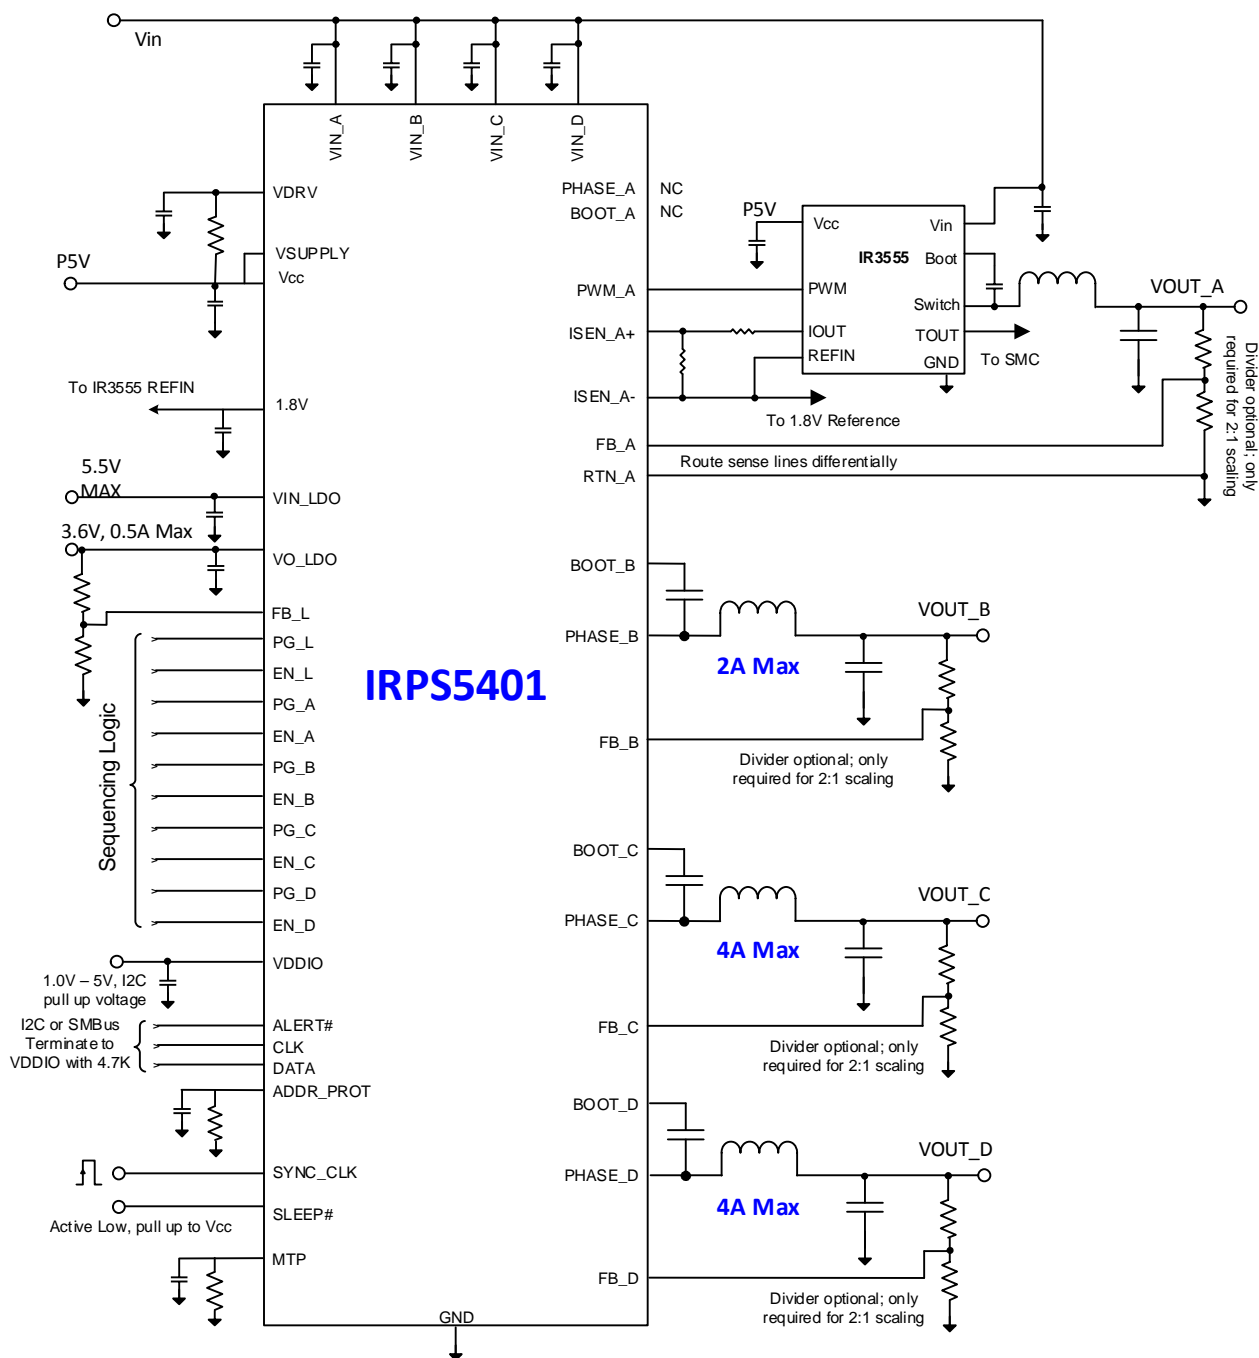 Vin
VIN_A
VIN_B
VIN_C
VIN_D
VDRV
VSUPPLY
P5V
Vcc
To IR3555 REFIN
1.8V
5.5V
MAX
VIN_LDO
3.6V, 0.5A Max
VO_LDO
FB_L
PG_L
EN_L
PG_A
EN_A
PG_B
EN_B
PG_C
EN_C
PG_D
EN_D
Sequencing Logic
VDDIO
1.0V – 5V, I2C
pull up voltage
I2C or SMBus
Terminate to
VDDIO with 4.7K
ALERT#
CLK
DATA
ADDR_PROT
SYNC_CLK
SLEEP#
Active Low, pull up to Vcc
MTP
GND
IRPS5401
PHASE_A NC
BOOT_A NC
PWM_A
ISEN_A+
ISEN_A-
To 1.8V Reference
FB_A
Route sense lines differentially
RTN_A
P5V
Vcc
Vin
IR3555
Boot
PWM
Switch
IOUT
TOUT
REFIN
GND
To SMC
VOUT_A
Divider optional; only
required for 2:1 scaling
BOOT_B
PHASE_B
VOUT_B
2A Max
FB_B
Divider optional; only
required for 2:1 scaling
BOOT_C
PHASE_C
VOUT_C
4A Max
FB_C
Divider optional; only
required for 2:1 scaling
BOOT_D
PHASE_D
VOUT_D
4A Max
FB_D
Divider optional; only
required for 2:1 scaling